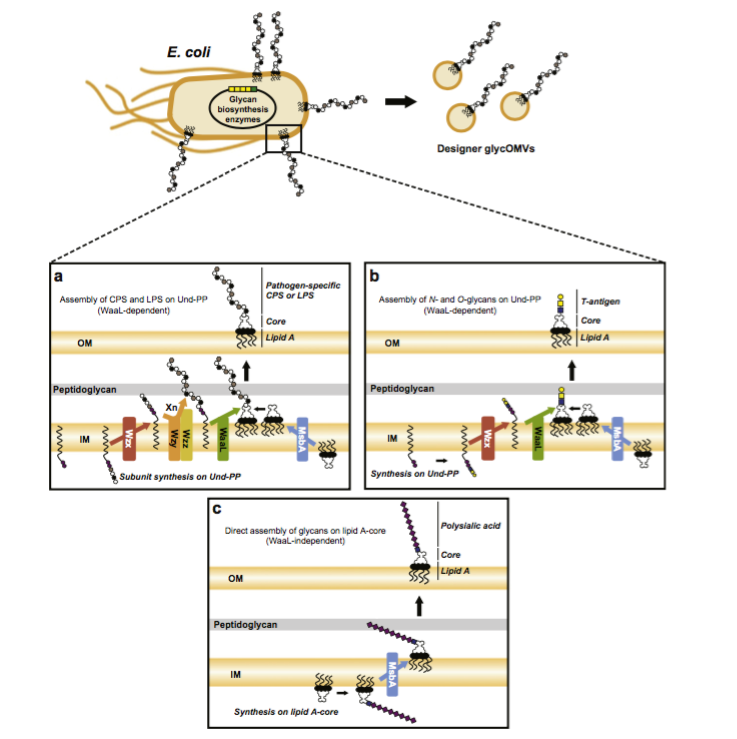 E. coli
Glycan
biosynthesis
enzymes
Designer glycOMVs
a
Assembly of CPS and LPS on Und-PP
(WaaL-dependent)
Pathogen-specific
CPS or LPS
Core
Lipid A
OM
Peptidoglycan
Xn
IM
Wzx
Wzy
Wzz
WaaL
MsbA
Subunit synthesis on Und-PP
b
Assembly of N- and O-glycans on Und-PP
(WaaL-dependent)
T-antigen
Core
Lipid A
OM
Peptidoglycan
IM
Wzx
WaaL
MsbA
Synthesis on Und-PP
c
Direct assembly of glycans on lipid A-core
(WaaL-independent)
Polysialic acid
Core
Lipid A
OM
Peptidoglycan
IM
MsbA
Synthesis on lipid A-core